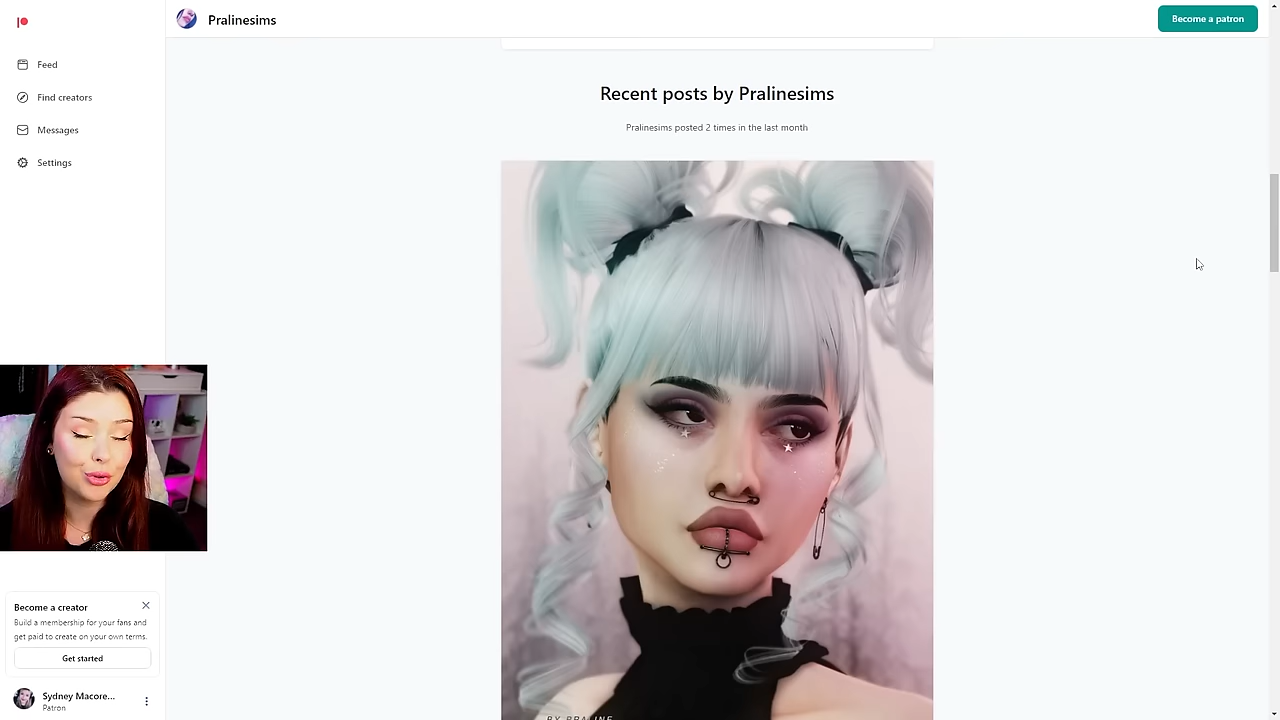 Pralinesims
Become a patron
Feed
Find creators
Messages
Settings
Recent posts by Pralinesims
Pralinesims posted 2 times in the last month
Become a creator
Build a membership for your fans and
get paid to create on your own terms.
Get started
Sydney Macore...
Patron
BY PRALINE